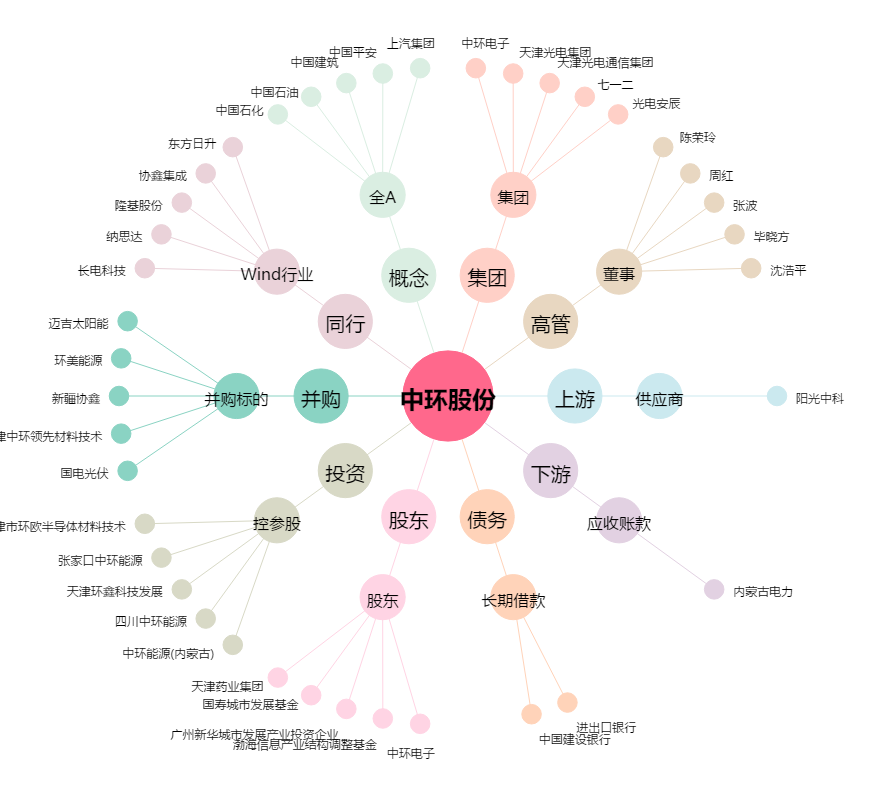 上汽集团
中国平安
中国建筑
中国石油
中国石化
全A
概念
中环电子
天津光电集团
天津光电通信集团
七一二
光电安辰
集团
集团
陈荣玲
周红
张波
毕晓方
沈浩平
董事
高管
东方日升
协鑫集成
隆基股份
纳思达
长电科技
Wind行业
同行
迈吉太阳能
环美能源
新疆协鑫
津中环领先材料技术
国电光伏
并购标的
并购
中环股份
上游
供应商
阳光中科
下游
应收账款
内蒙古电力
投资
控参股
津市环欧半导体材料技术
张家口中环能源
天津环鑫科技发展
四川中环能源
中环能源(内蒙古)
股东
股东
天津药业集团
国寿城市发展基金
广州新华城市发展产业投资企业
渤海信息产业结构调整基金
中环电子
债务
长期借款
进出口银行
中国建设银行